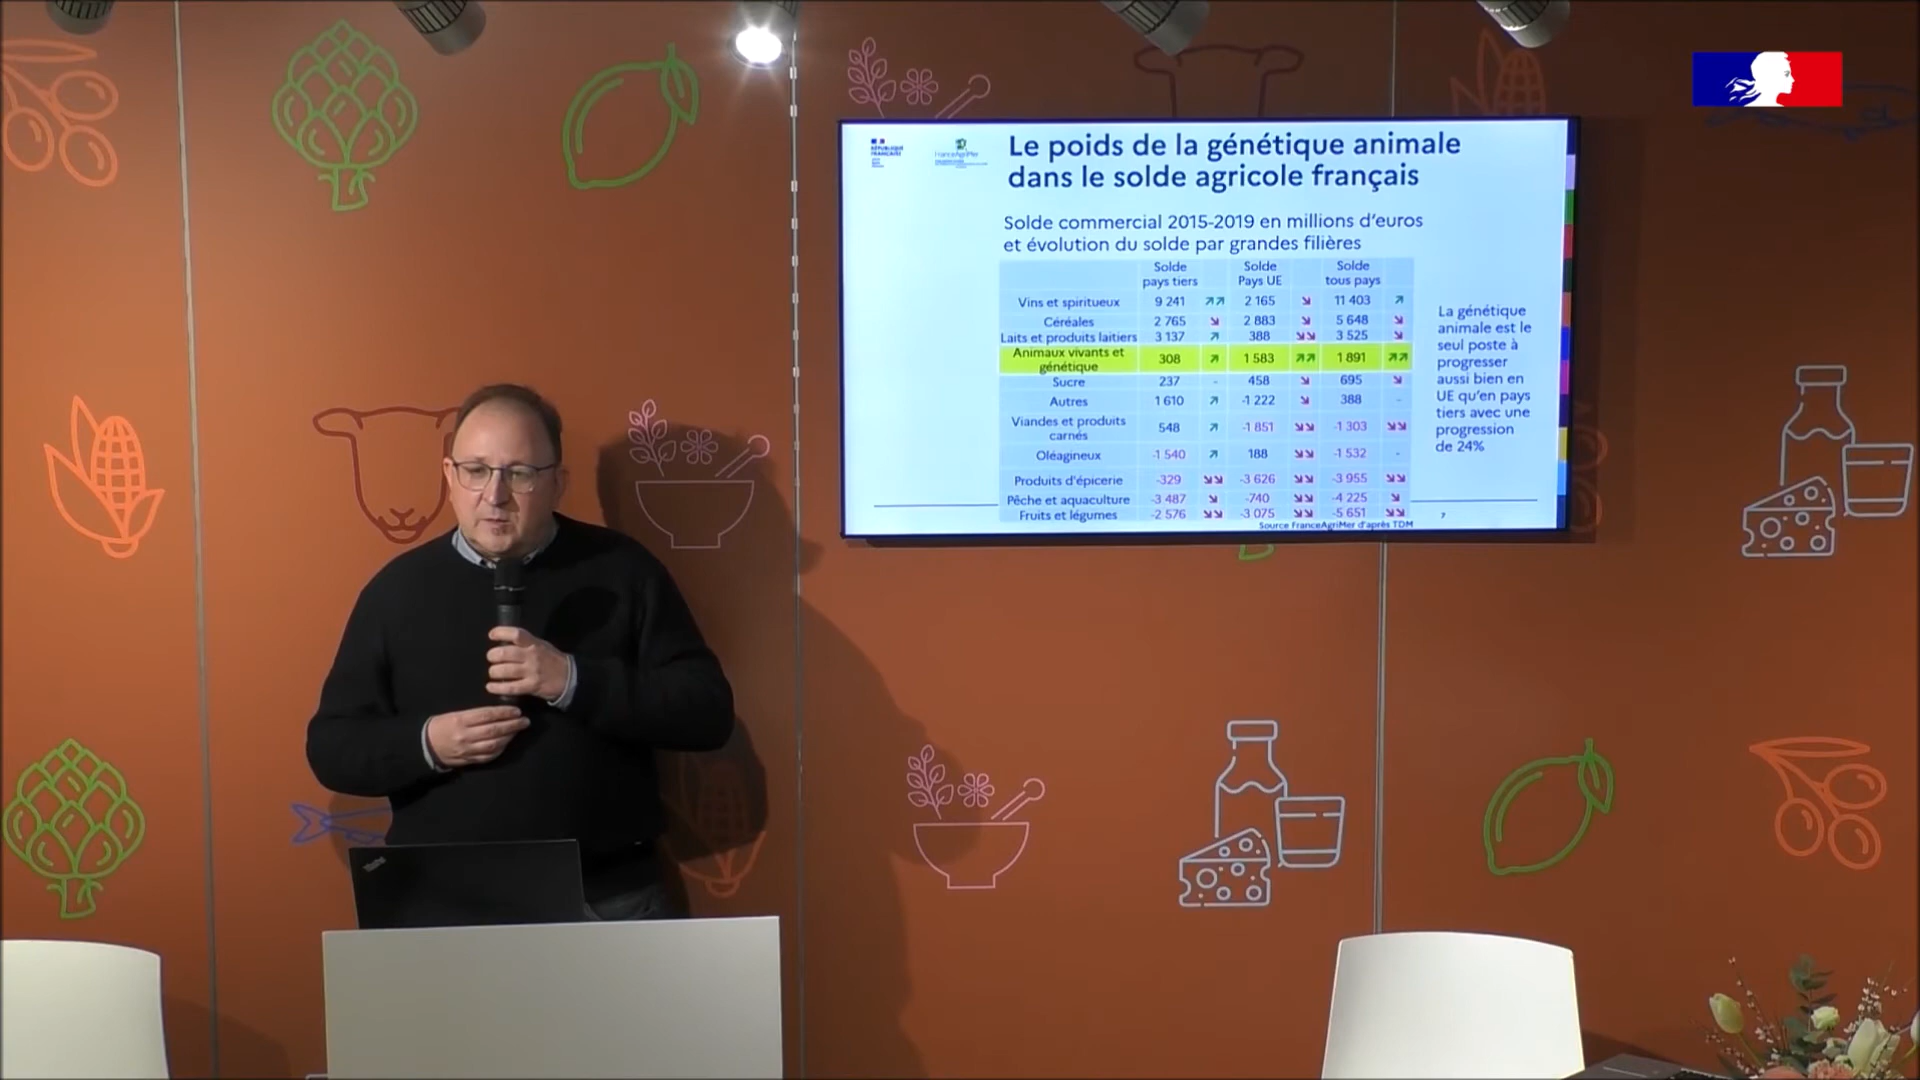 RÉPUBLIQUE
FRANÇAISE
FranceAgriMer
Le poids de la génétique animale
dans le solde agricole français
Solde commercial 2015-2019 en millions d'euros
et évolution du solde par grandes filières
Solde pays tiers Solde Pays UE Solde tous pays
Vins et spiritueux 9 241 ↗↗ 2 165 ↘ 11 403 ↗
Céréales 2 765 ↘ 2 883 ↘ 5 648 ↘
Laits et produits laitiers 3 137 ↗ 388 ↘↘ 3 525 ↘
Animaux vivants et génétique 308 ↗ 1 583 ↗↗ 1 891 ↗↗
Sucre 237 - 458 ↘ 695 ↘
Autres 1 610 ↗ -1 222 ↘ 388 -
Viandes et produits carnés 548 ↗ -1 851 ↘↘ -1 303 ↘↘
Oléagineux -1 540 ↗ 188 ↘↘ -1 532 -
Produits d'épicerie -329 ↘↘ -3 626 ↘↘ -3 955 ↘↘
Pêche et aquaculture -3 487 ↘ -740 ↘↘ -4 225 ↘
Fruits et légumes -2 576 ↘↘ -3 075 ↘↘ -5 651 ↘↘
Source FranceAgriMer d'après TDM
La génétique
animale est le
seul poste à
progresser
aussi bien en
UE qu'en pays
tiers avec une
progression
de 24%
7
ThinkPad